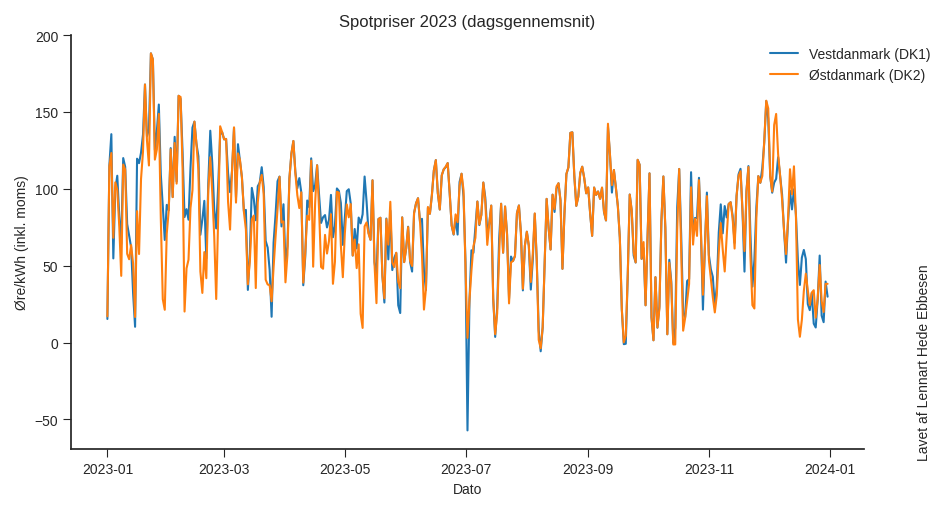 Spotpriser 2023 (dagsgennemsnit)
Vestdanmark (DK1)
Østdanmark (DK2)
Øre/kWh (inkl. moms)
200
150
100
50
0
−50
2023-01
2023-03
2023-05
2023-07
2023-09
2023-11
2024-01
Dato
Lavet af Lennart Hede Ebbesen